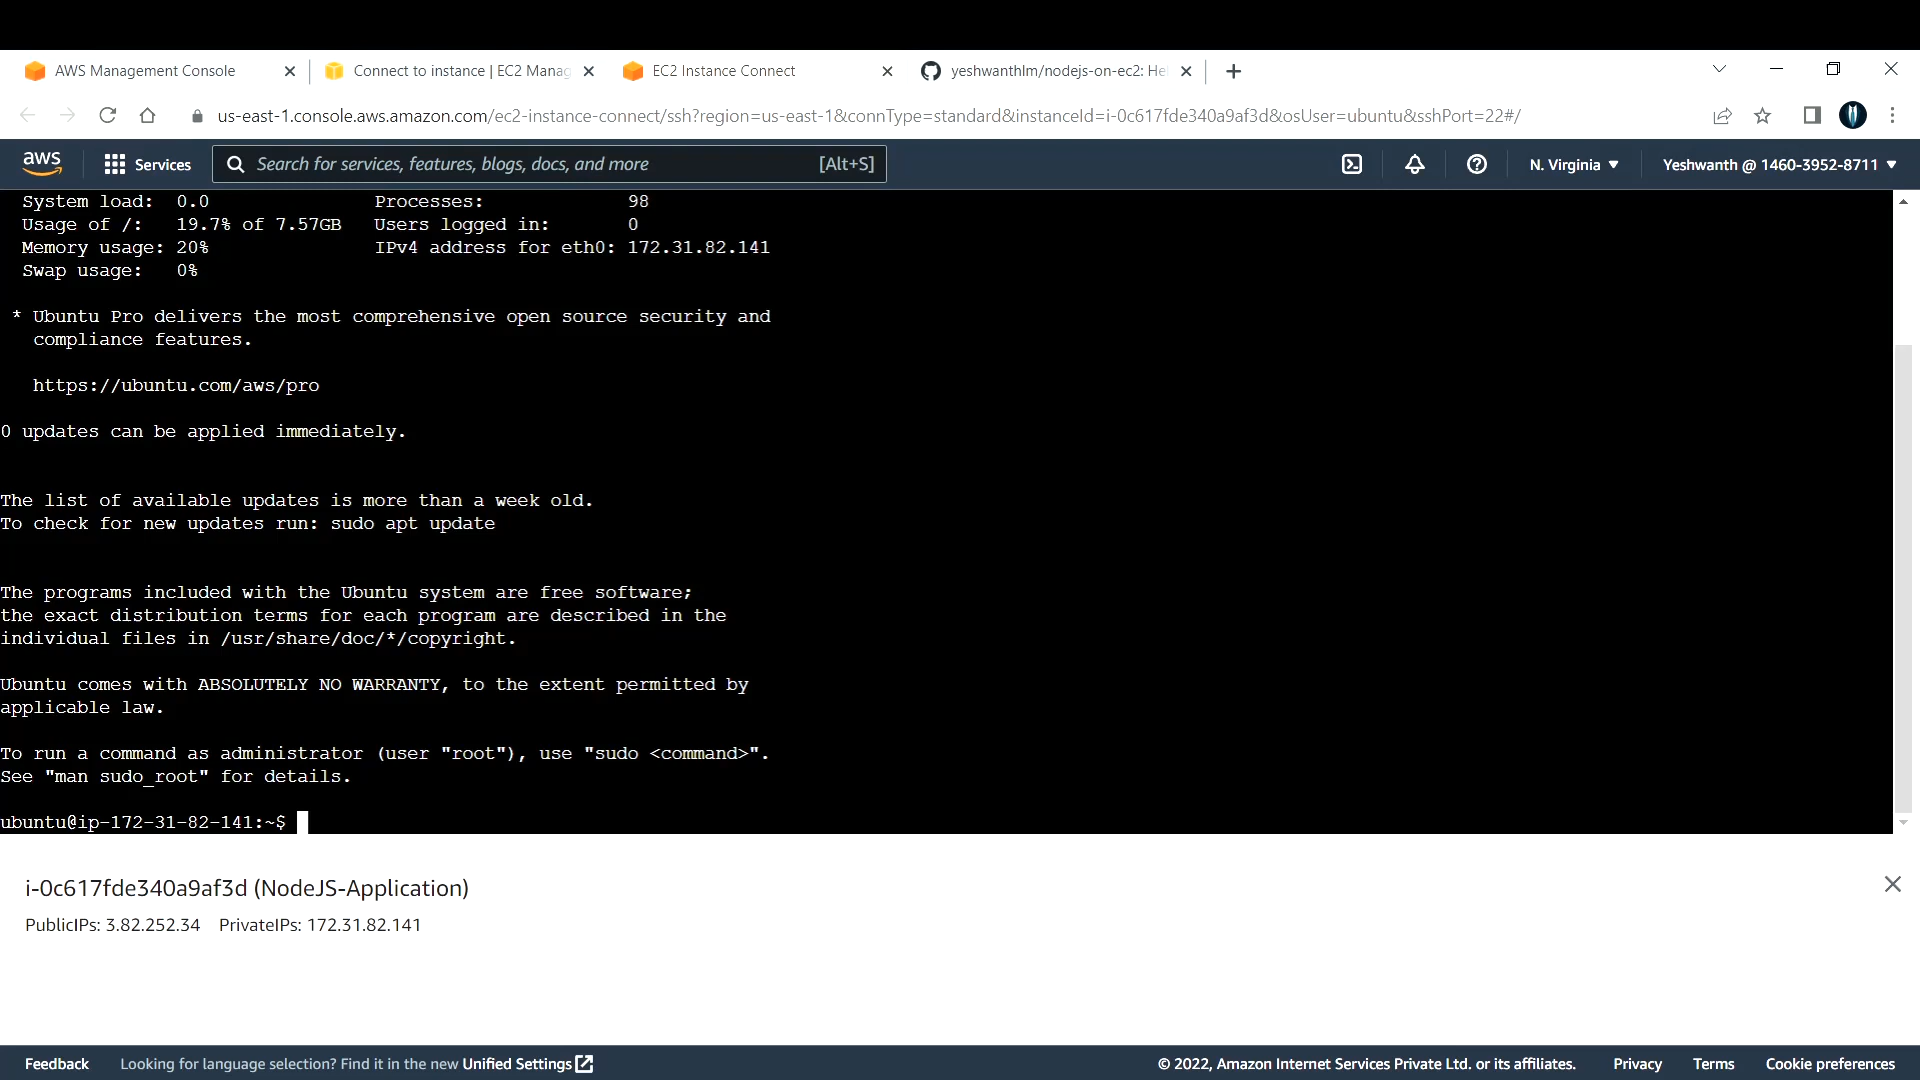 AWS Management Console
Connect to instance | EC2 Manag
EC2 Instance Connect
yeshwanthlm/nodejs-on-ec2: He
us-east-1.console.aws.amazon.com/ec2-instance-connect/ssh?region=us-east-1&connType=standard&instanceId=i-0c617fde340a9af3d&osUser=ubuntu&sshPort=22#/
aws
Services
Search for services, features, blogs, docs, and more
[Alt+S]
N. Virginia
Yeshwanth @ 1460-3952-8711
System load: 0.0 Processes: 98
Usage of /: 19.7% of 7.57GB Users logged in: 0
Memory usage: 20% IPv4 address for eth0: 172.31.82.141
Swap usage: 0%
* Ubuntu Pro delivers the most comprehensive open source security and
compliance features.
https://ubuntu.com/aws/pro
0 updates can be applied immediately.
The list of available updates is more than a week old.
To check for new updates run: sudo apt update
The programs included with the Ubuntu system are free software;
the exact distribution terms for each program are described in the
individual files in /usr/share/doc/*/copyright.
Ubuntu comes with ABSOLUTELY NO WARRANTY, to the extent permitted by
applicable law.
To run a command as administrator (user "root"), use "sudo <command>".
See "man sudo_root" for details.
ubuntu@ip-172-31-82-141:~$
i-0c617fde340a9af3d (NodeJS-Application)
PublicIPs: 3.82.252.34 PrivateIPs: 172.31.82.141
Feedback
Looking for language selection? Find it in the new Unified Settings
© 2022, Amazon Internet Services Private Ltd. or its affiliates.
Privacy
Terms
Cookie preferences